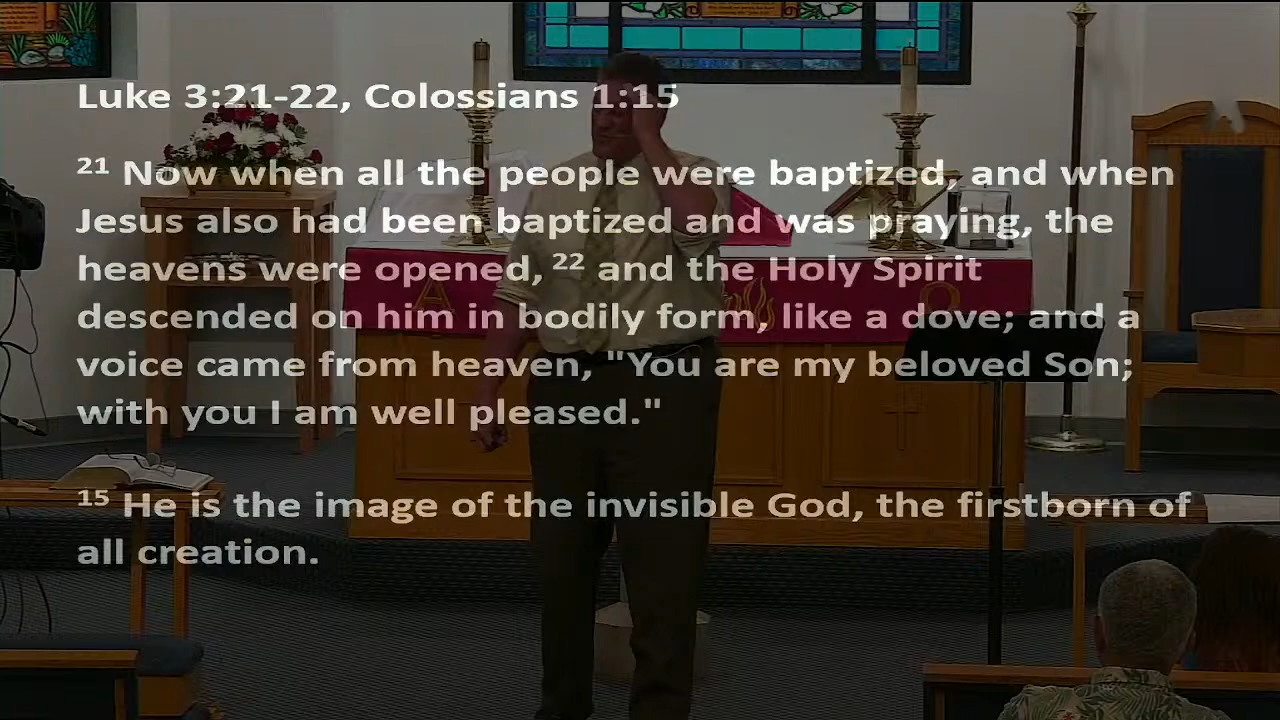 Luke 3:21-22, Colossians 1:15
21 Now when all the people were baptized, and when
Jesus also had been baptized and was praying, the
heavens were opened, 22 and the Holy Spirit
descended on him in bodily form, like a dove; and a
voice came from heaven, "You are my beloved Son;
with you I am well pleased."
15 He is the image of the invisible God, the firstborn of
all creation.